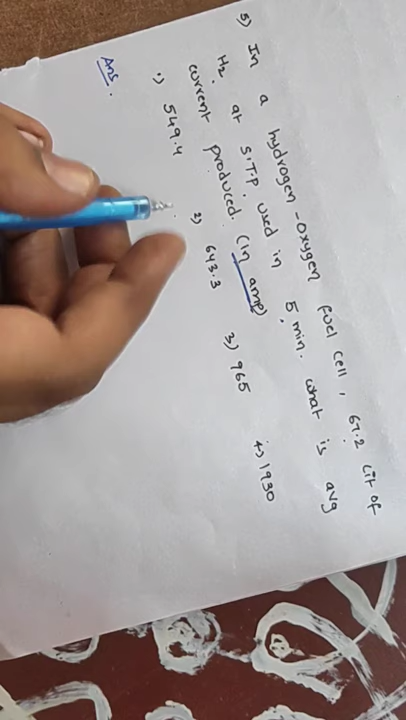 5) In a hydrogen-oxygen fuel cell, 67.2 Lit of
H₂ at S.T.P. used in 5 min. what is avg
current produced. (in amp)
1) 549.4 2) 643.3 3) 965 4) 1930
Ans.